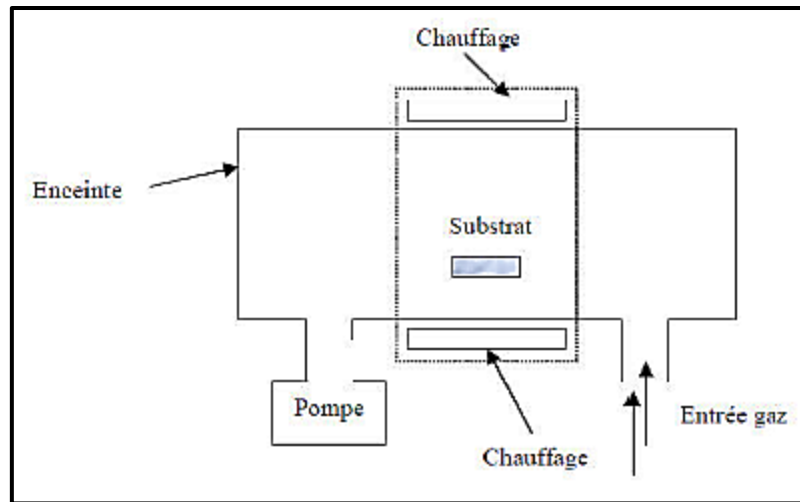 Chauffage
Enceinte
Substrat
Pompe
Entrée gaz
Chauffage